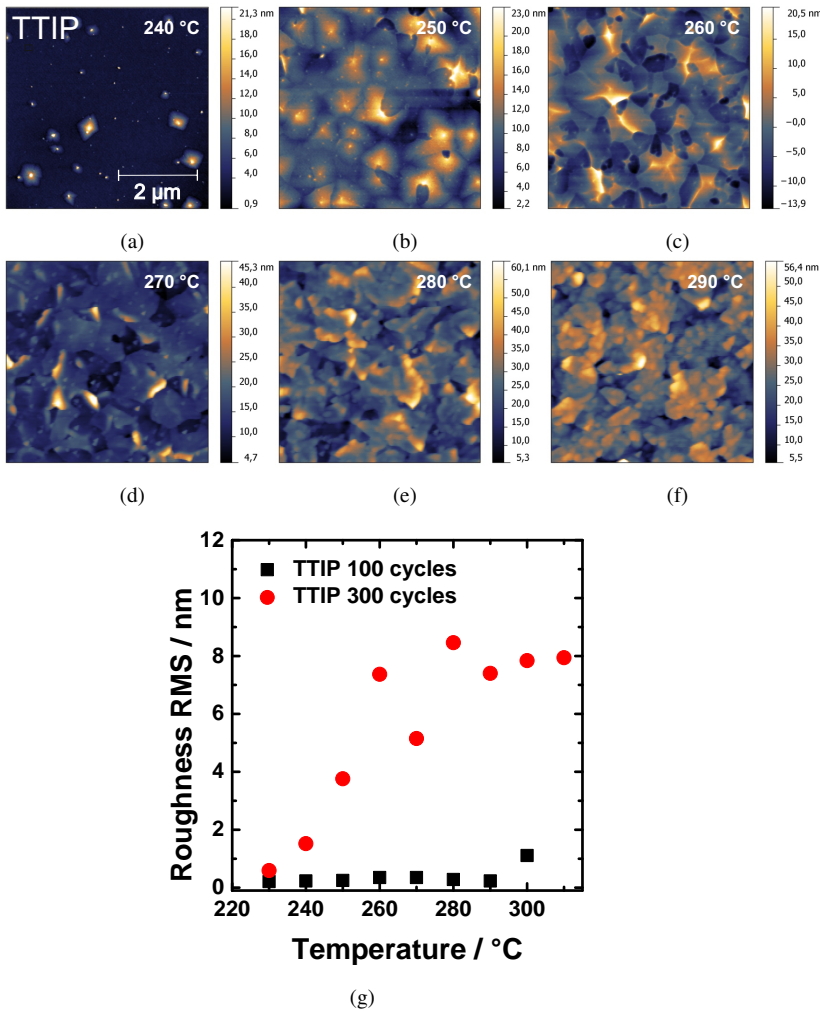 TTIP
240 °C
21,3 nm
18,0
16,0
14,0
12,0
10,0
8,0
6,0
4,0
0,9
2 µm
(a)
250 °C
23,0 nm
20,0
18,0
16,0
14,0
12,0
10,0
8,0
6,0
4,0
2,2
(b)
260 °C
20,5 nm
15,0
10,0
5,0
−0,0
−5,0
−10,0
−13,9
(c)
270 °C
45,3 nm
40,0
35,0
30,0
25,0
20,0
15,0
10,0
4,7
(d)
280 °C
60,1 nm
50,0
45,0
40,0
35,0
30,0
25,0
20,0
15,0
10,0
5,3
(e)
290 °C
56,4 nm
50,0
45,0
40,0
35,0
30,0
25,0
20,0
15,0
10,0
5,5
(f)
TTIP 100 cycles
TTIP 300 cycles
Roughness RMS / nm
12
10
8
6
4
2
0
220 240 260 280 300
Temperature / °C
(g)